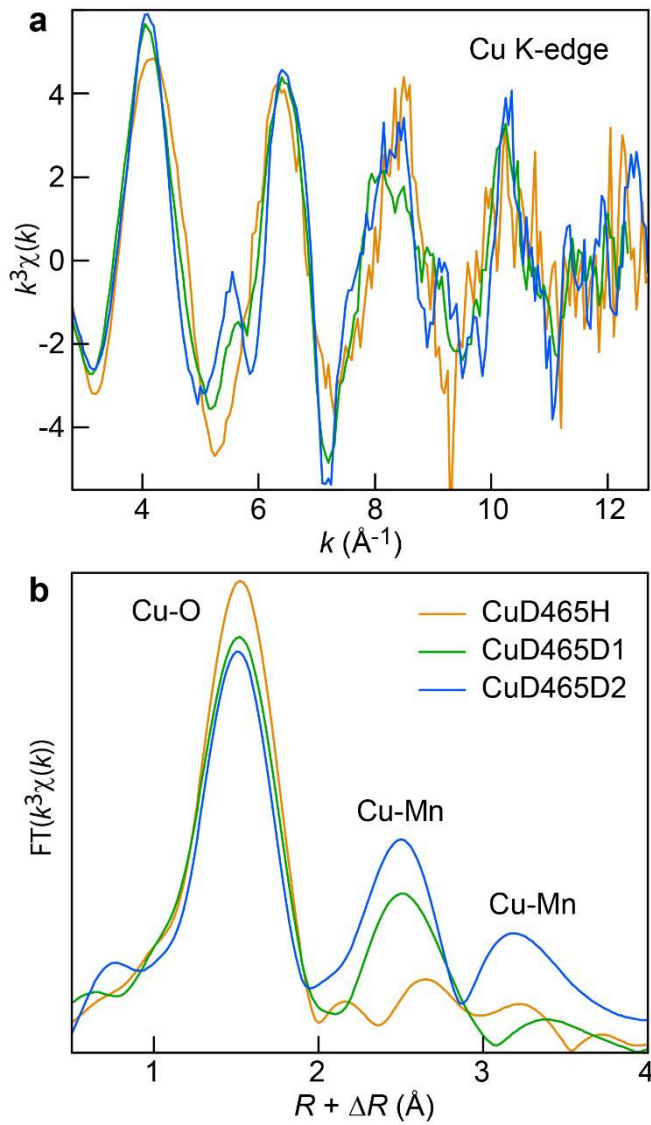 a
Cu K-edge
4
2
0
-2
-4
k³χ(k)
4 6 8 10 12
k (Å⁻¹)
b
Cu-O
CuD465H
CuD465D1
CuD465D2
Cu-Mn
Cu-Mn
FT(k³χ(k))
1 2 3 4
R + ΔR (Å)